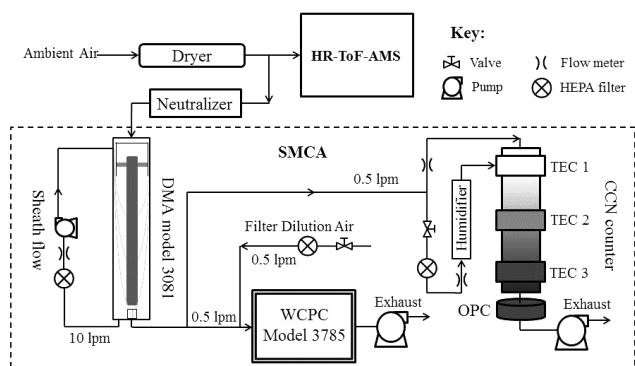 Key:
Ambient Air
Dryer
HR-ToF-AMS
Valve
Flow meter
Pump
HEPA filter
Neutralizer
SMCA
Sheath flow
DMA model 3081
0.5 lpm
TEC 1
Humidifier
TEC 2
CCN counter
Filter Dilution Air
0.5 lpm
TEC 3
0.5 lpm
WCPC
Model 3785
Exhaust
OPC
Exhaust
10 lpm